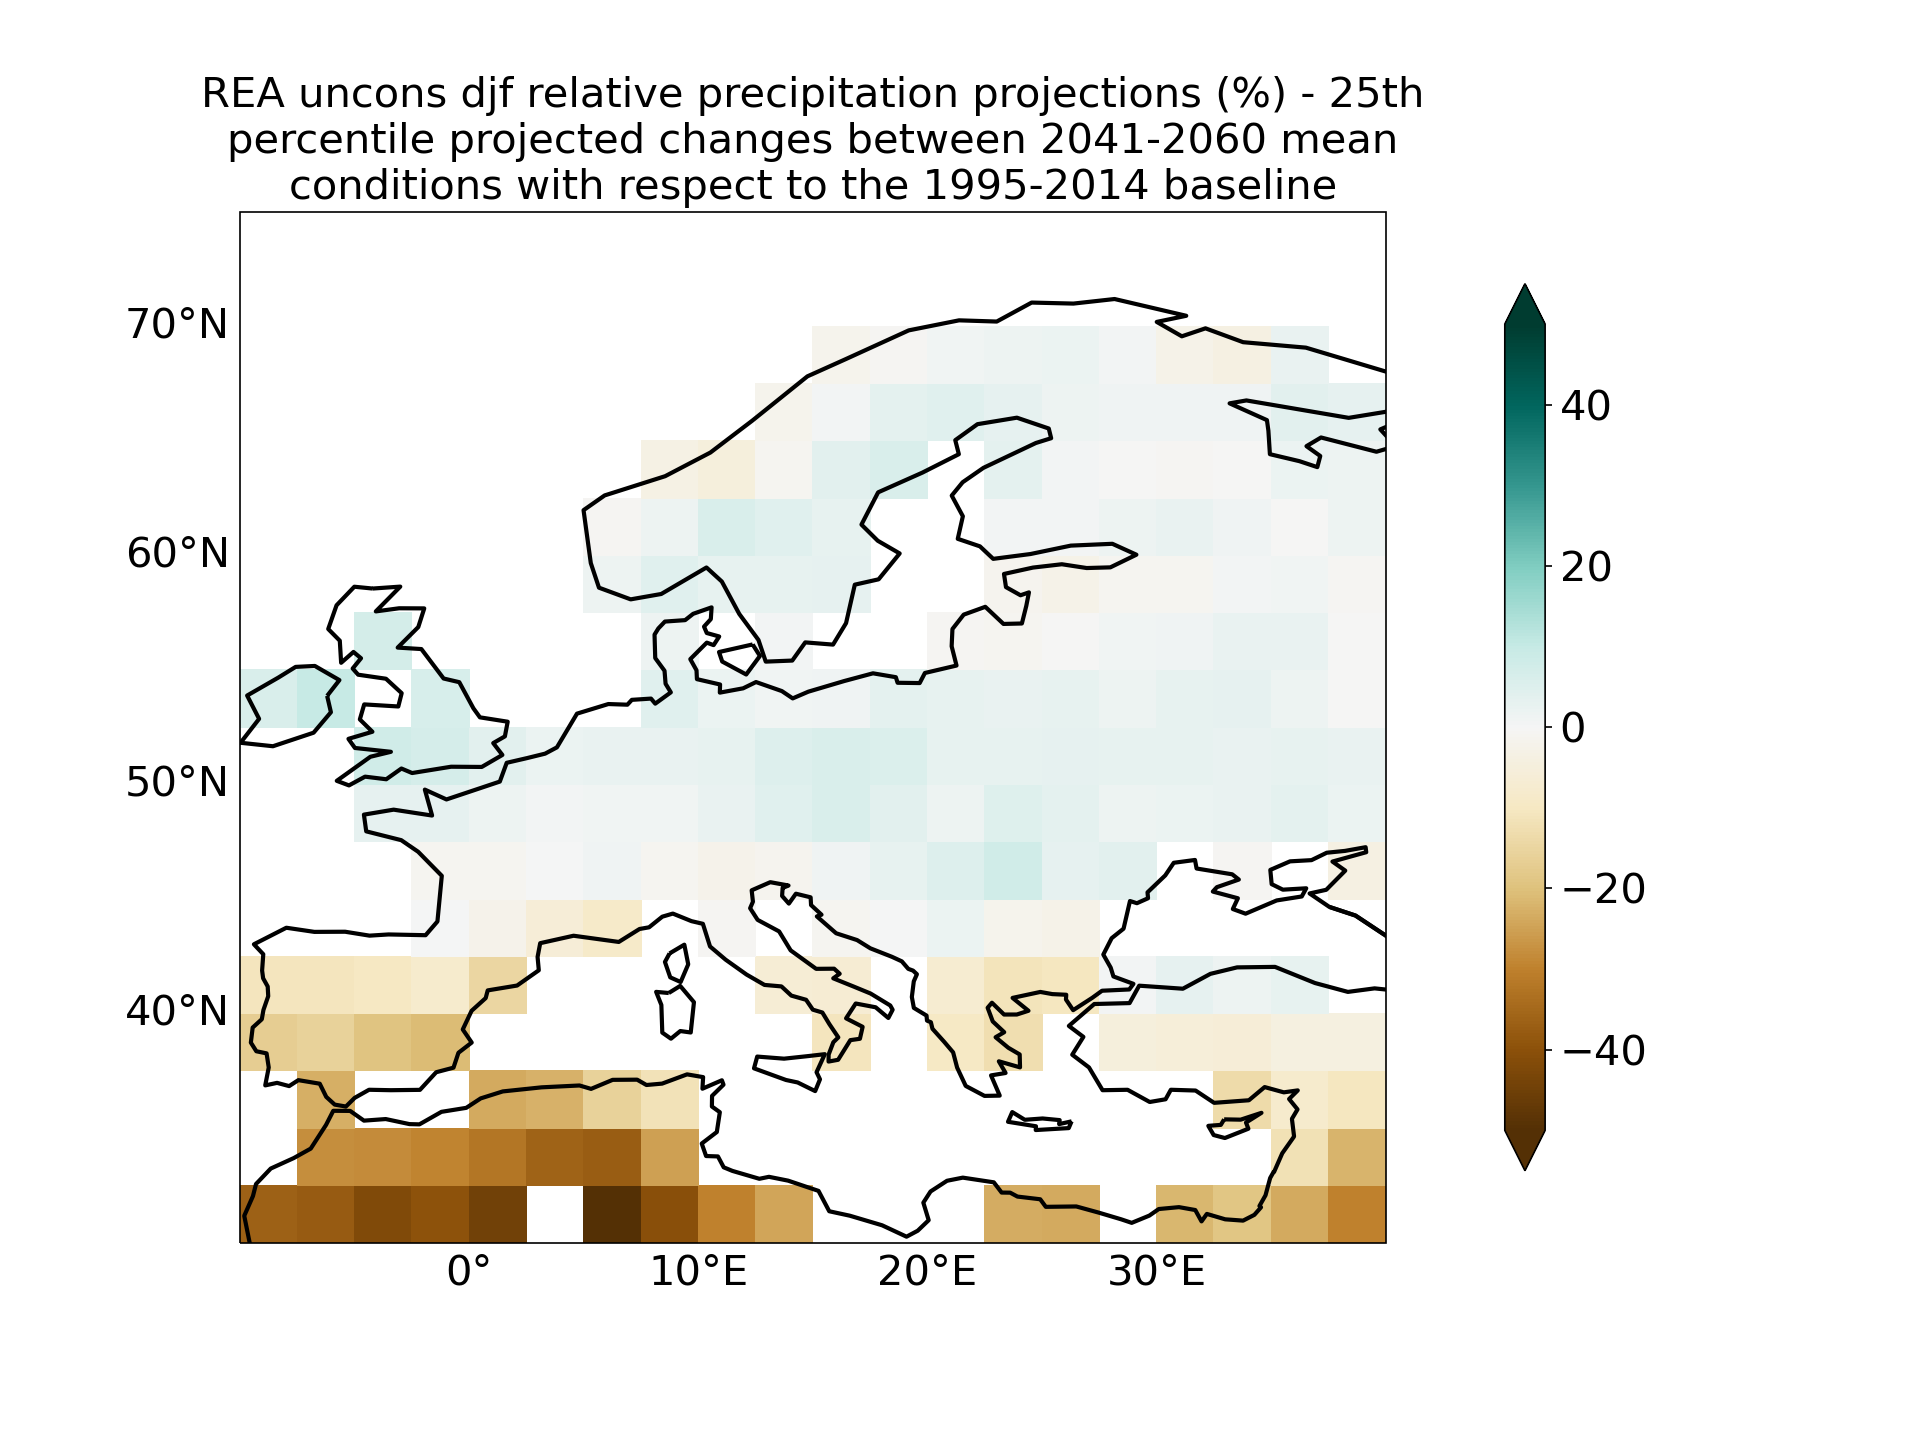 REA uncons djf relative precipitation projections (%) - 25th
percentile projected changes between 2041-2060 mean
conditions with respect to the 1995-2014 baseline
70°N
60°N
50°N
40°N
0°
10°E
20°E
30°E
40
20
0
−20
−40